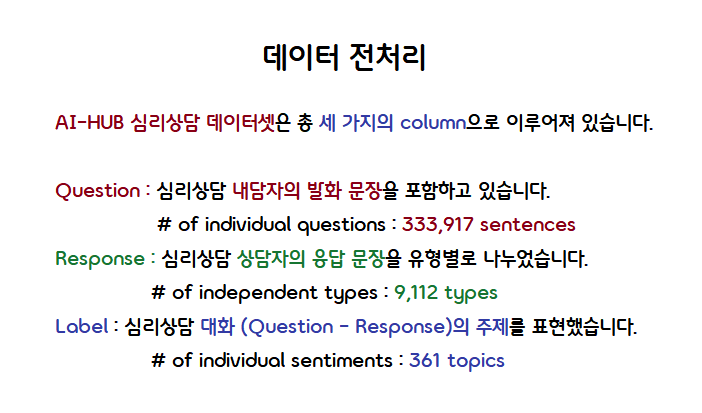 데이터 전처리
AI-HUB 심리상담 데이터셋은 총 세 가지의 column으로 이루어져 있습니다.
Question : 심리상담 내담자의 발화 문장을 포함하고 있습니다.
# of individual questions : 333,917 sentences
Response : 심리상담 상담자의 응답 문장을 유형별로 나누었습니다.
# of independent types : 9,112 types
Label : 심리상담 대화 (Question - Response)의 주제를 표현했습니다.
# of individual sentiments : 361 topics